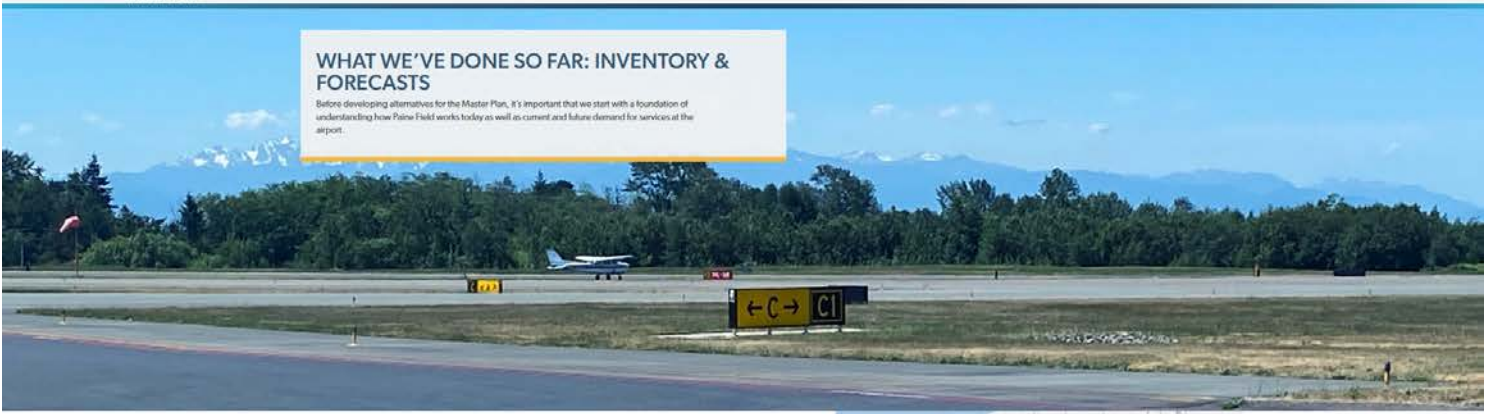 WHAT WE'VE DONE SO FAR: INVENTORY &
FORECASTS
Before developing alternatives for the Master Plan, it's important that we start with a foundation of
understanding how Paine Field works today as well as current and future demand for services at the
airport.
←C→ C1